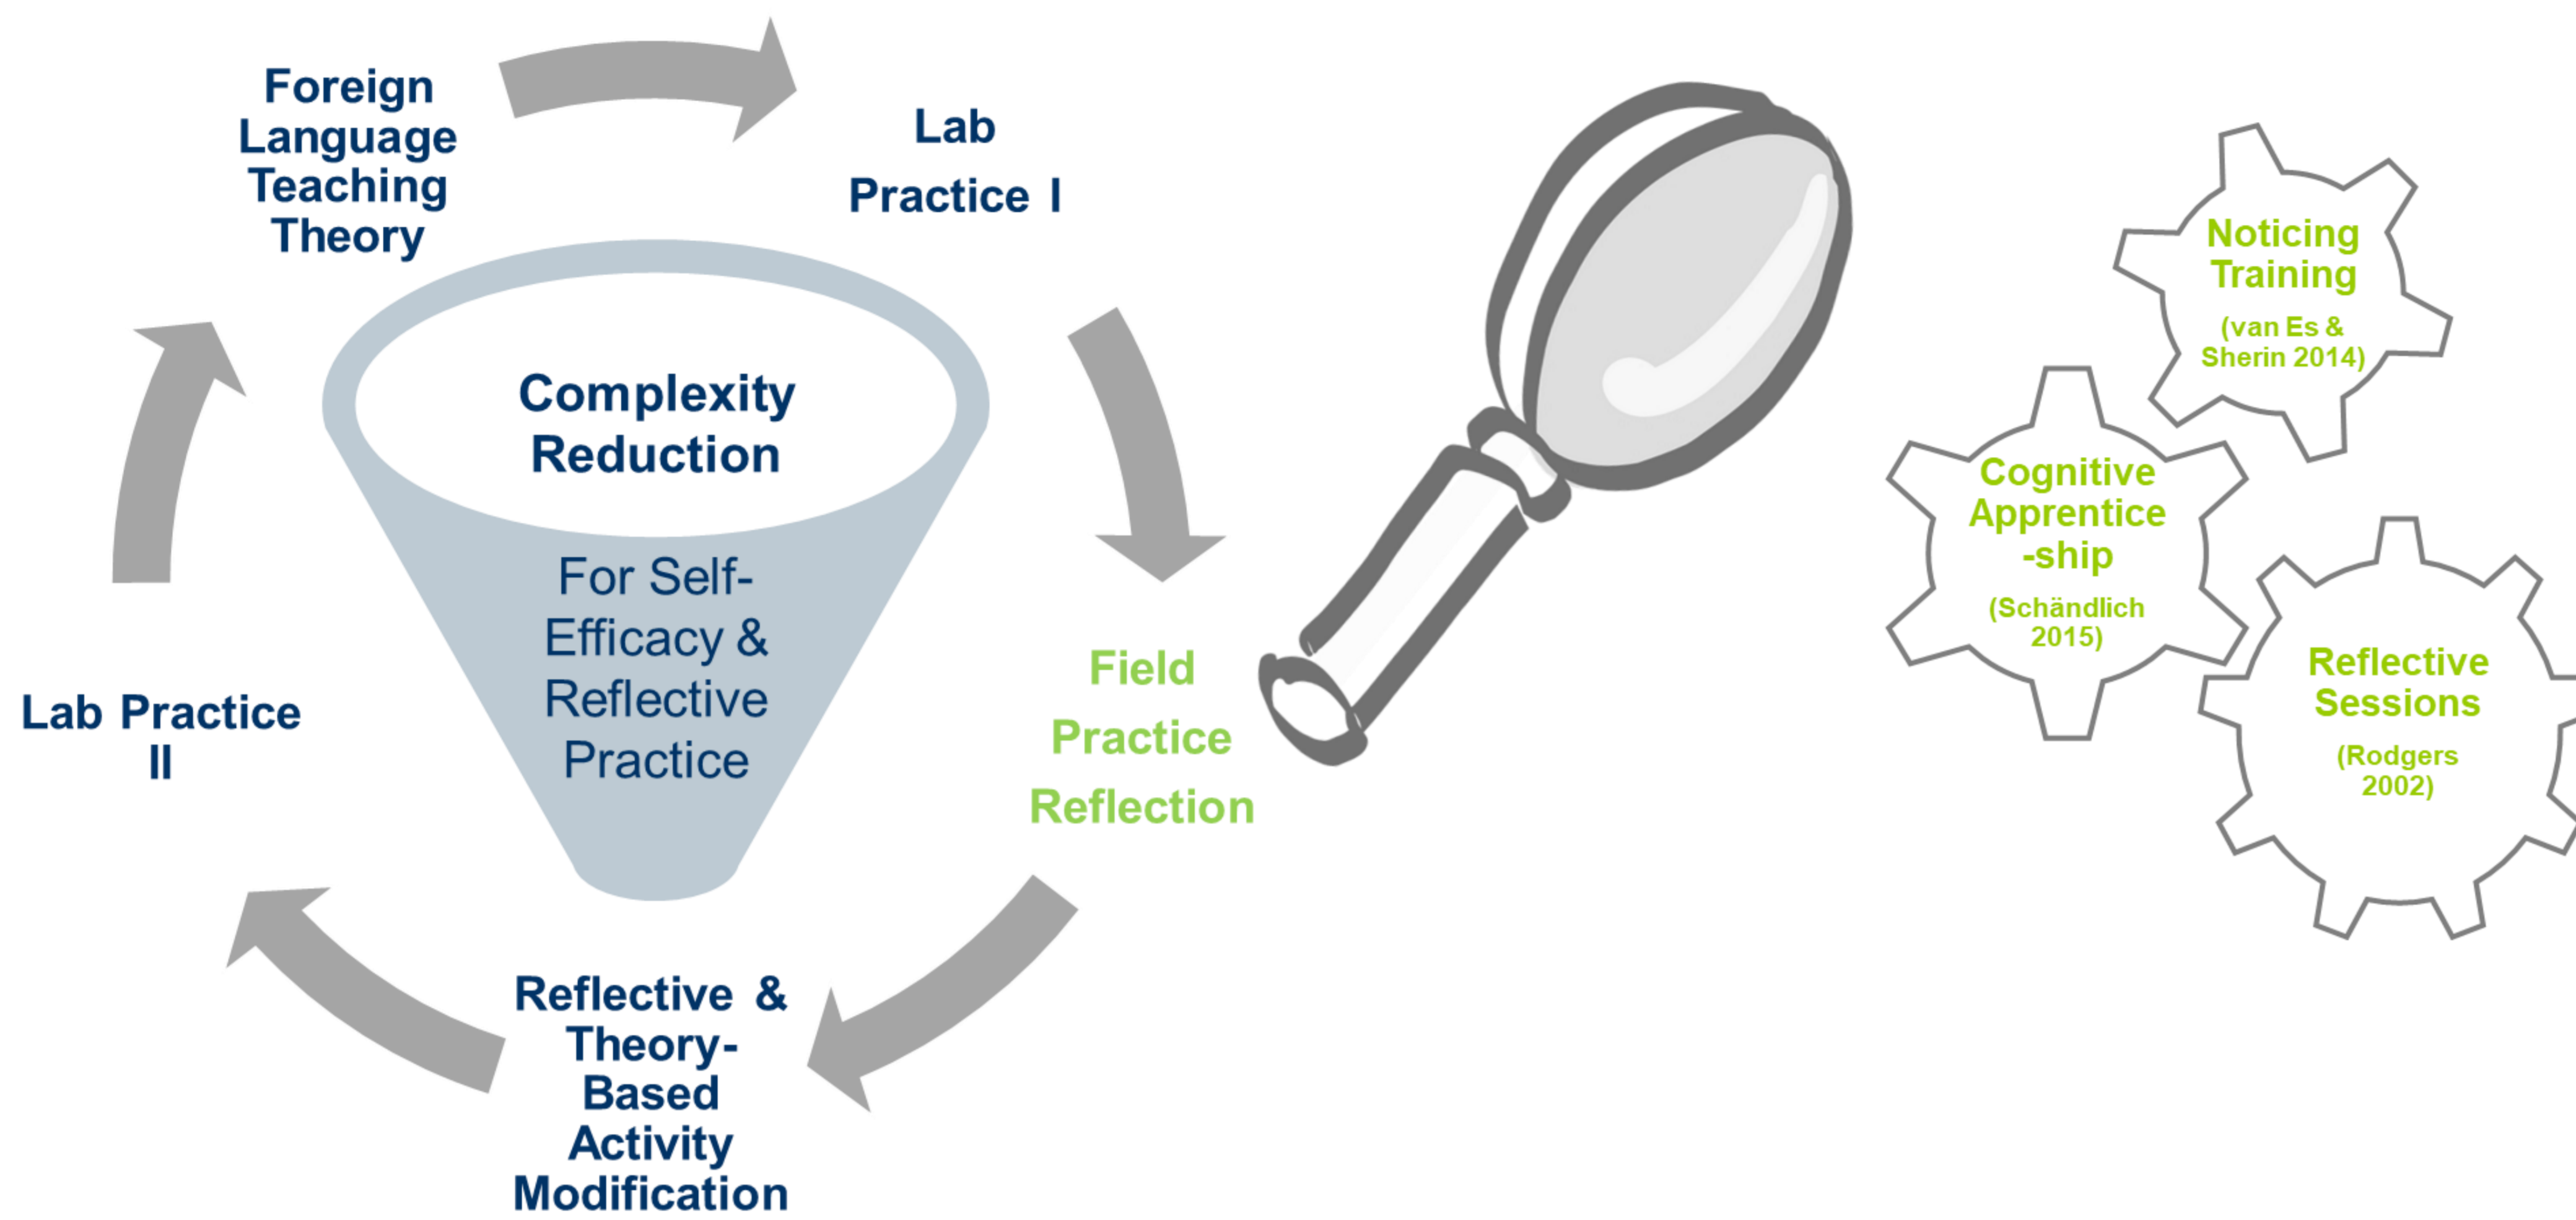 Foreign
Language
Teaching
Theory
Lab
Practice I
Complexity
Reduction
For Self-
Efficacy &
Reflective
Practice
Field
Practice
Reflection
Reflective &
Theory-
Based
Activity
Modification
Lab Practice
II
Noticing
Training
(van Es &
Sherin 2014)
Cognitive
Apprentice
-ship
(Schändlich
2015)
Reflective
Sessions
(Rodgers
2002)